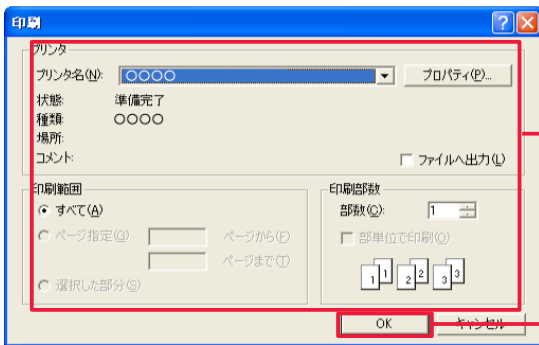 印刷
プリンタ
プリンタ名(N): ○○○○ プロパティ(P)...
状態: 準備完了
種類: ○○○○
場所:
コメント: ファイルへ出力(L)
印刷範囲
すべて(A)
ページ指定(G) ページから(F)
ページまで(T)
選択した部分(S)
印刷部数
部数(C): 1
部単位で印刷(O)
1 1 2 2 3 3
OK キャンセル